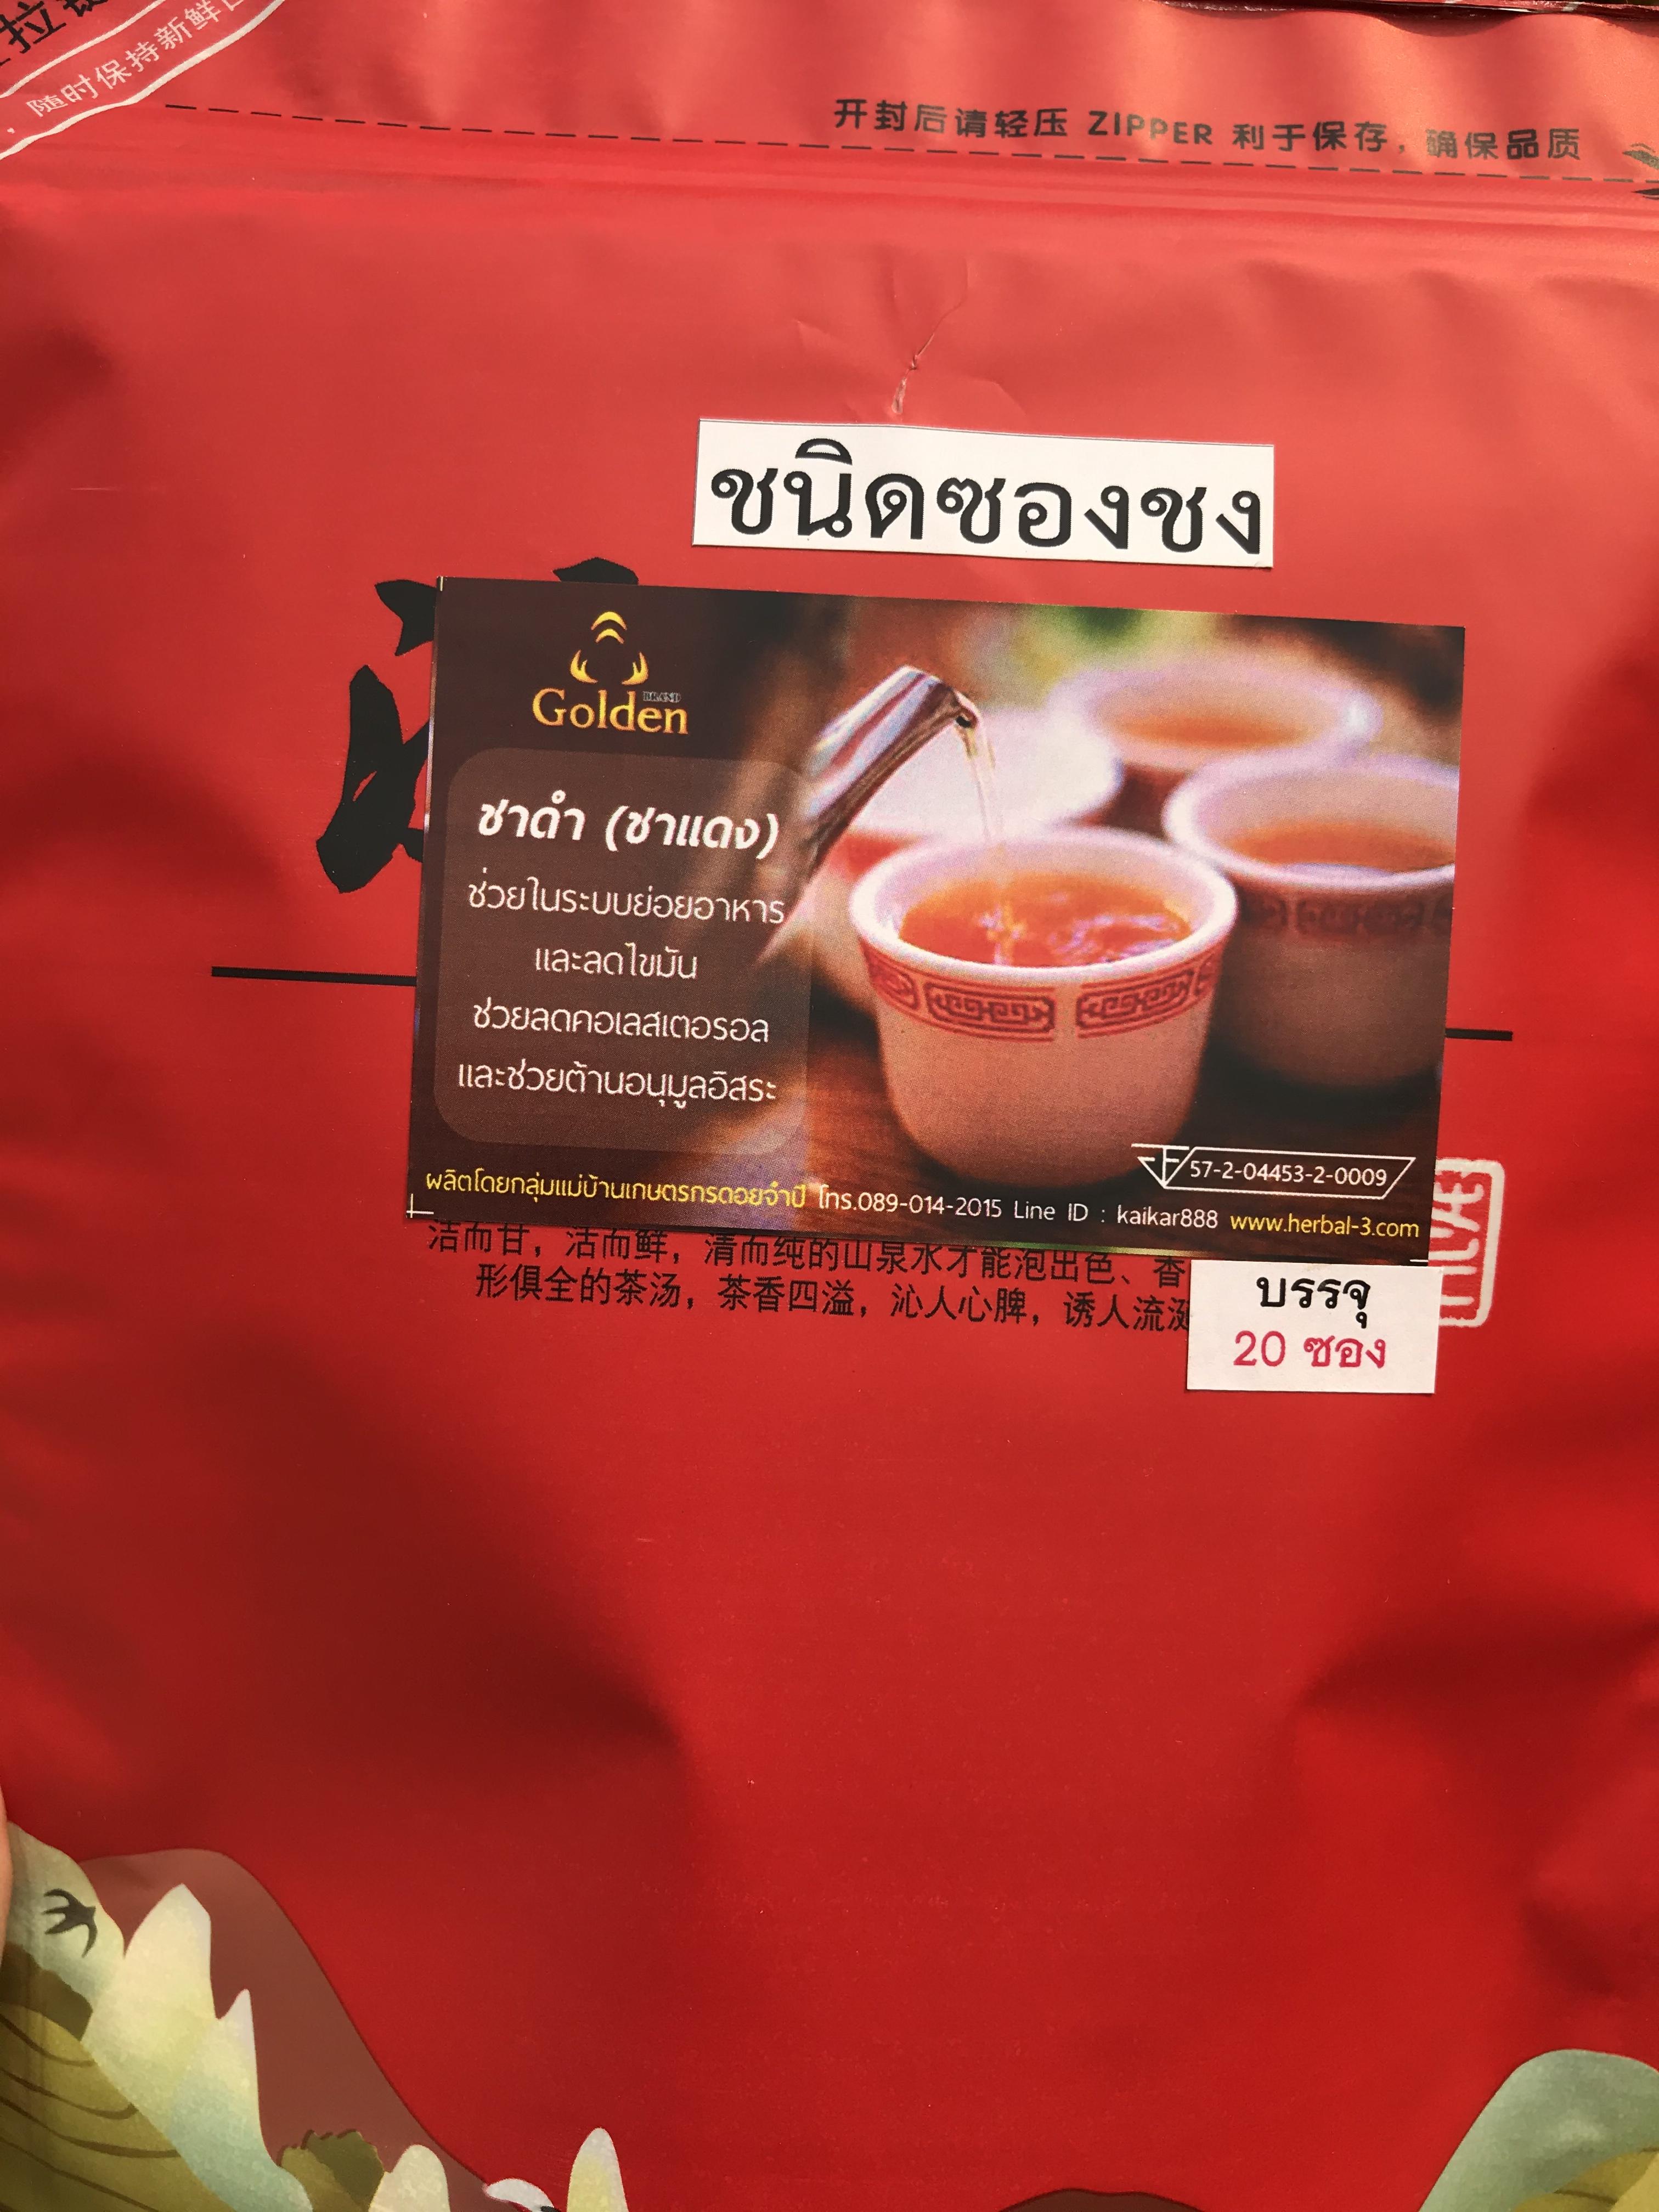 随时保持新鲜
开封后请轻压 ZIPPER 利于保存，确保品质
ชนิดซองชง
Golden
BRAND
ชาดำ (ชาแดง)
ช่วยในระบบย่อยอาหาร
และลดไขมัน
ช่วยลดคอเลสเตอรอล
และช่วยต้านอนุมูลอิสระ
57-2-04453-2-0009
ผลิตโดยกลุ่มแม่บ้านเกษตรกรดอยจำปี โทร.089-014-2015 Line ID : kaikar888 www.herbal-3.com
洁而甘，活而鲜，清而纯的山泉水才能泡出色、香
形俱全的茶汤，茶香四溢，沁人心脾，诱人流涎
บรรจุ
20 ซอง